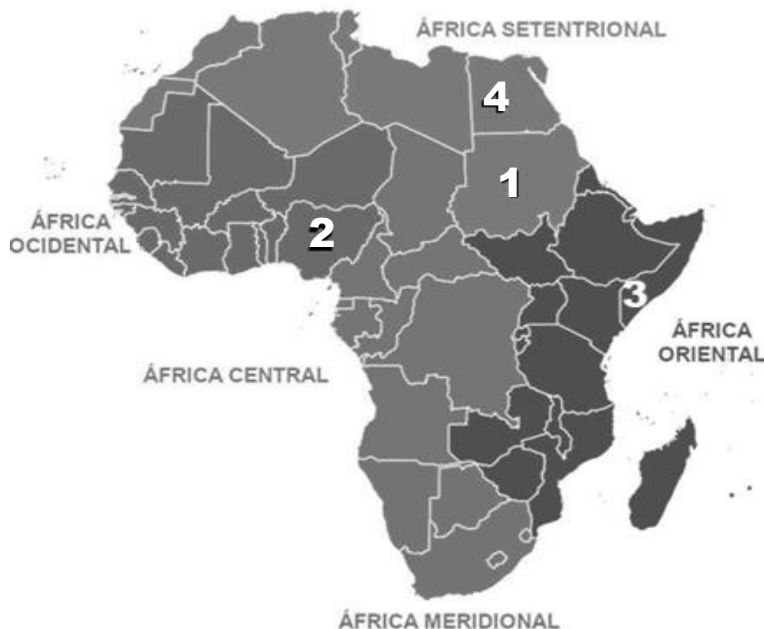 ÁFRICA SETENTRIONAL
4
1
ÁFRICA
OCIDENTAL
2
3
ÁFRICA
ORIENTAL
ÁFRICA CENTRAL
ÁFRICA MERIDIONAL